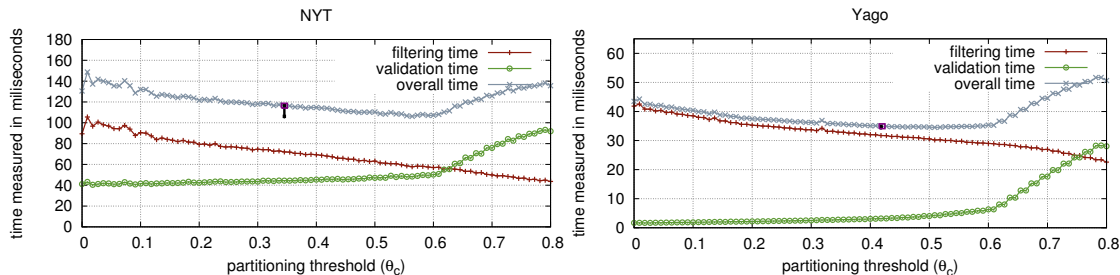 NYT
time measured in miliseconds
180
160
140
120
100
80
60
40
20
0
filtering time
validation time
overall time
0 0.1 0.2 0.3 0.4 0.5 0.6 0.7 0.8
partitioning threshold (θc)
Yago
time measured in miliseconds
60
50
40
30
20
10
0
filtering time
validation time
overall time
0 0.1 0.2 0.3 0.4 0.5 0.6 0.7 0.8
partitioning threshold (θc)